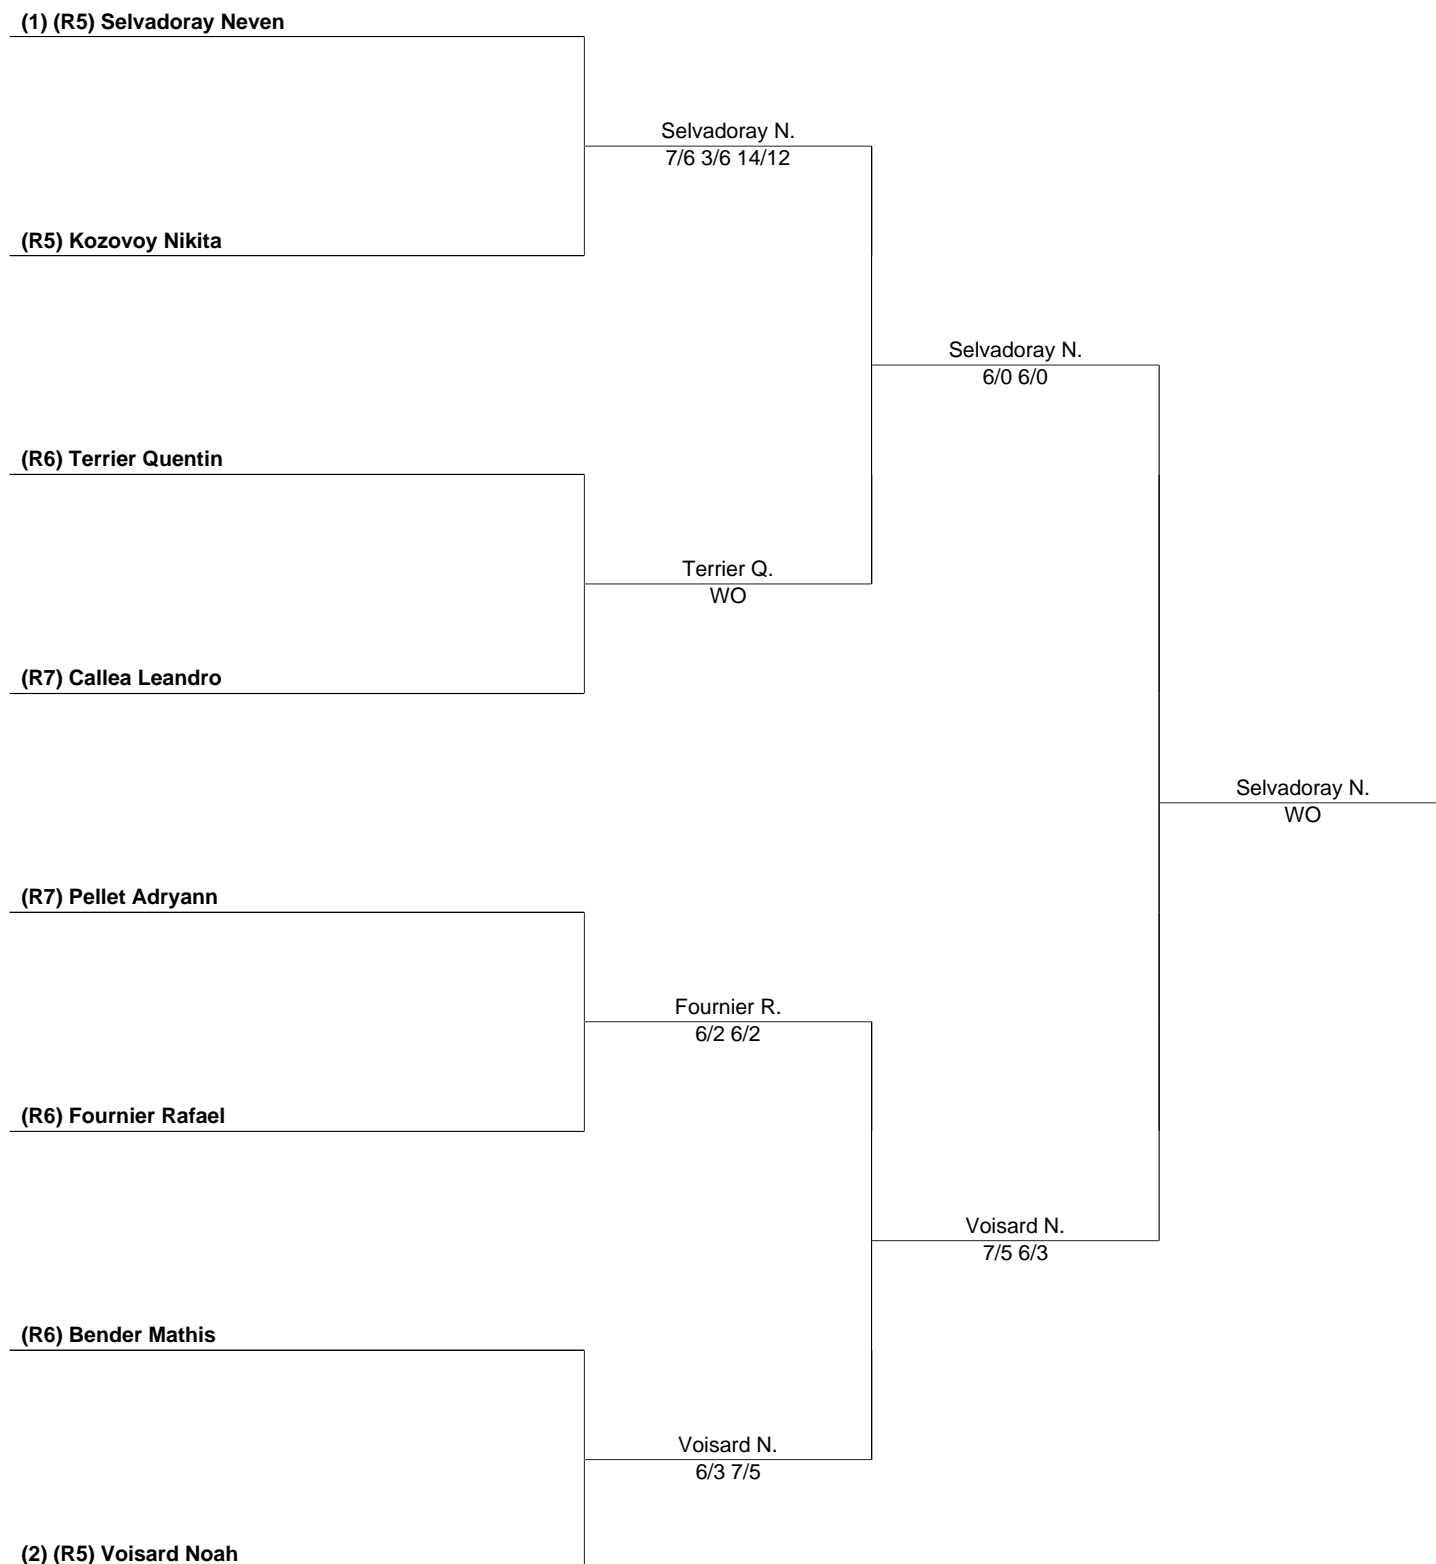 (1) (R5) Selvadoray Neven
Selvadoray N.
7/6 3/6 14/12
(R5) Kozovoy Nikita
Selvadoray N.
6/0 6/0
(R6) Terrier Quentin
Terrier Q.
WO
(R7) Callea Leandro
Selvadoray N.
WO
(R7) Pellet Adryann
Fournier R.
6/2 6/2
(R6) Fournier Rafael
Voisard N.
7/5 6/3
(R6) Bender Mathis
Voisard N.
6/3 7/5
(2) (R5) Voisard Noah